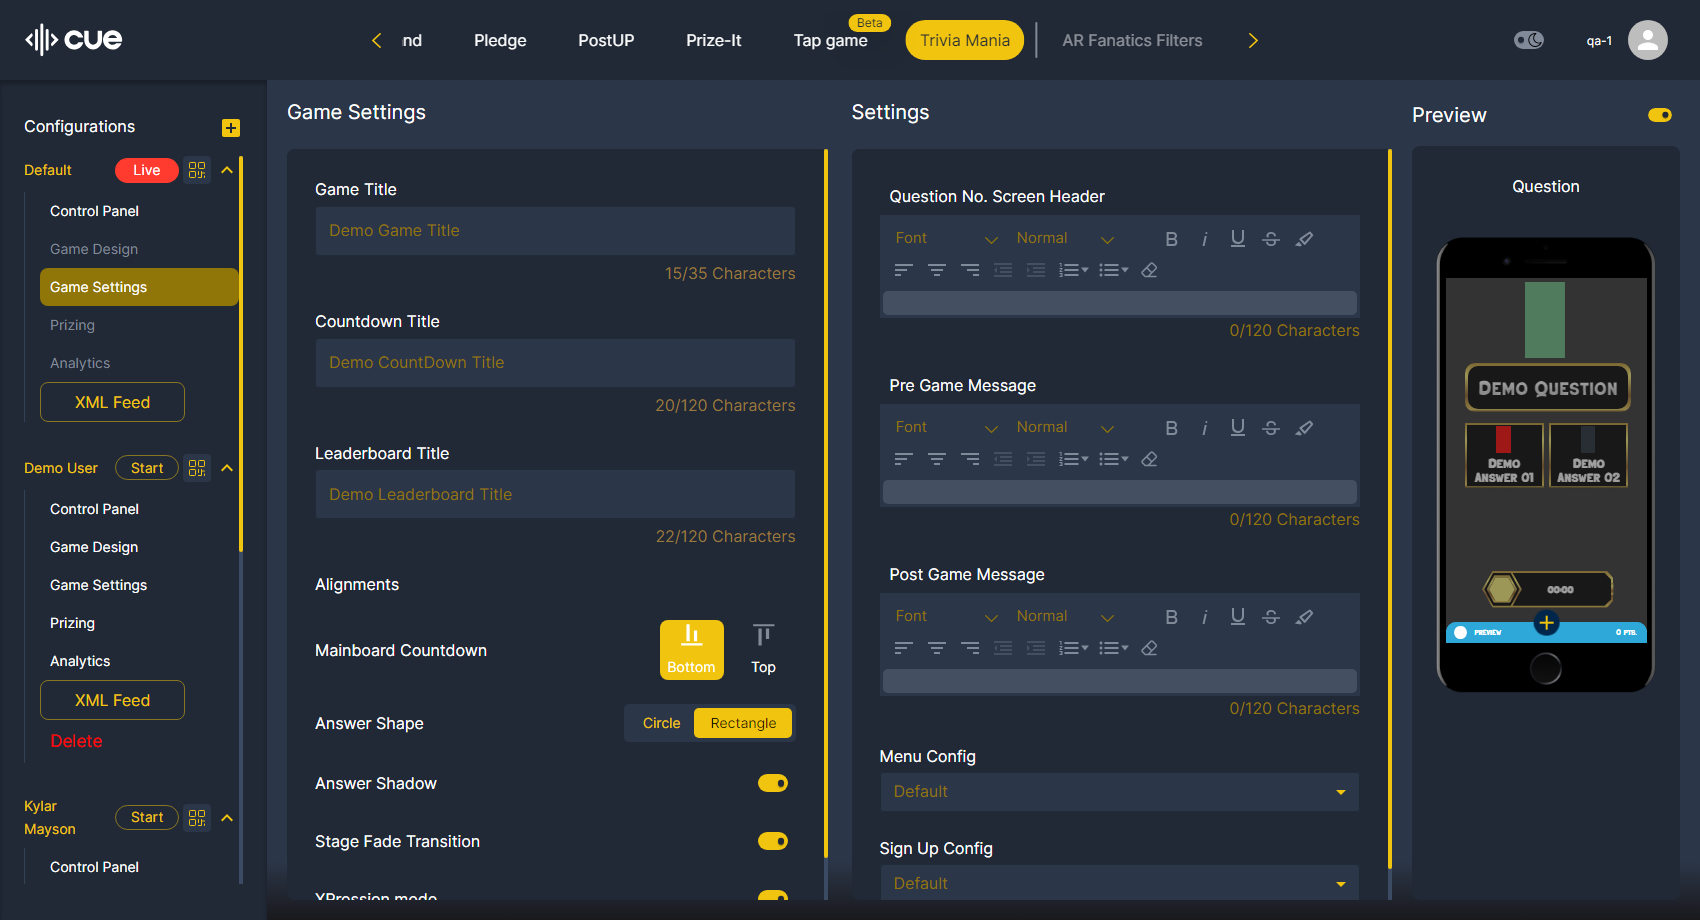 cue
nd
Pledge
PostUP
Prize-It
Tap game
Beta
Trivia Mania
AR Fanatics Filters
qa-1
Configurations
Default
Live
Control Panel
Game Design
Game Settings
Prizing
Analytics
XML Feed
Demo User
Start
Control Panel
Game Design
Game Settings
Prizing
Analytics
XML Feed
Delete
Kylar
Mayson
Start
Control Panel
Game Settings
Game Title
Demo Game Title
15/35 Characters
Countdown Title
Demo CountDown Title
20/120 Characters
Leaderboard Title
Demo Leaderboard Title
22/120 Characters
Alignments
Mainboard Countdown
Bottom
Top
Answer Shape
Circle
Rectangle
Answer Shadow
Stage Fade Transition
XPression mode
Settings
Question No. Screen Header
Font
Normal
B i U S
0/120 Characters
Pre Game Message
Font
Normal
B i U S
0/120 Characters
Post Game Message
Font
Normal
B i U S
0/120 Characters
Menu Config
Default
Sign Up Config
Default
Preview
Question
DEMO QUESTION
DEMO
ANSWER 01
DEMO
ANSWER 02
00:00
PREVIEW
0 PTS.